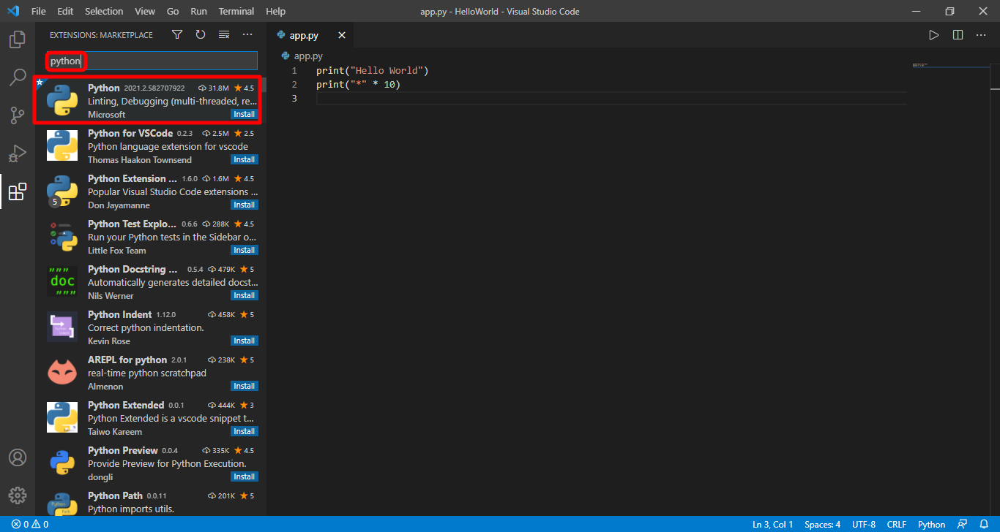 File Edit Selection View Go Run Terminal Help app.py - HelloWorld - Visual Studio Code
EXTENSIONS: MARKETPLACE
python
Python 2021.2.582707922 31.8M 4.5
Linting, Debugging (multi-threaded, re...
Microsoft Install
Python for VSCode 0.2.3 2.5M 2.5
Python language extension for vscode
Thomas Haakon Townsend Install
Python Extension ... 1.6.0 1.6M 4.5
Popular Visual Studio Code extensions ...
5
Don Jayamanne Install
Python Test Explo... 0.6.6 288K 4.5
Run your Python tests in the Sidebar o...
Little Fox Team Install
Python Docstring ... 0.5.4 479K 5
""" doc """
Automatically generates detailed docst...
Nils Werner Install
Python Indent 1.12.0 458K 5
Correct python indentation.
Kevin Rose Install
AREPL for python 2.0.1 238K 5
real-time python scratchpad
Almenon Install
Python Extended 0.0.1 444K 3
Python Extended is a vscode snippet t...
Taiwo Kareem Install
Python Preview 0.0.4 335K 4.5
Provide Preview for Python Execution.
dongli Install
Python Path 0.0.11 201K 5
Python imports utils.
Python
Path
app.py
app.py
1 print("Hello World")
2 print("*" * 10)
3
0 0 Ln 3, Col 1 Spaces: 4 UTF-8 CRLF Python